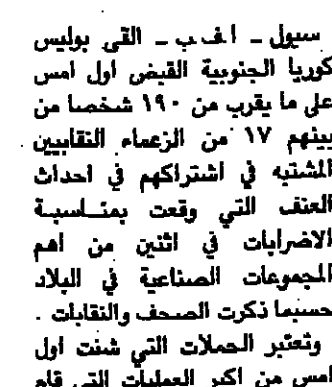 سيول - ا ف ب - القى بوليس
كوريا الجنوبية القبض اول امس
على ما يقرب من ١٩٠ شخصا من
بينهم ١٧ من الزعماء النقابيين
المشتبه في اشتراكهم في احداث
العنف التي وقعت بمناسبة
الاضرابات في اثنين من اهم
المجموعات الصناعية في البلاد
حسبما ذكرت الصحف والنقابات .
وتعتبر الحملات التي شنت اول
امس من اكبر العمليات التي قام